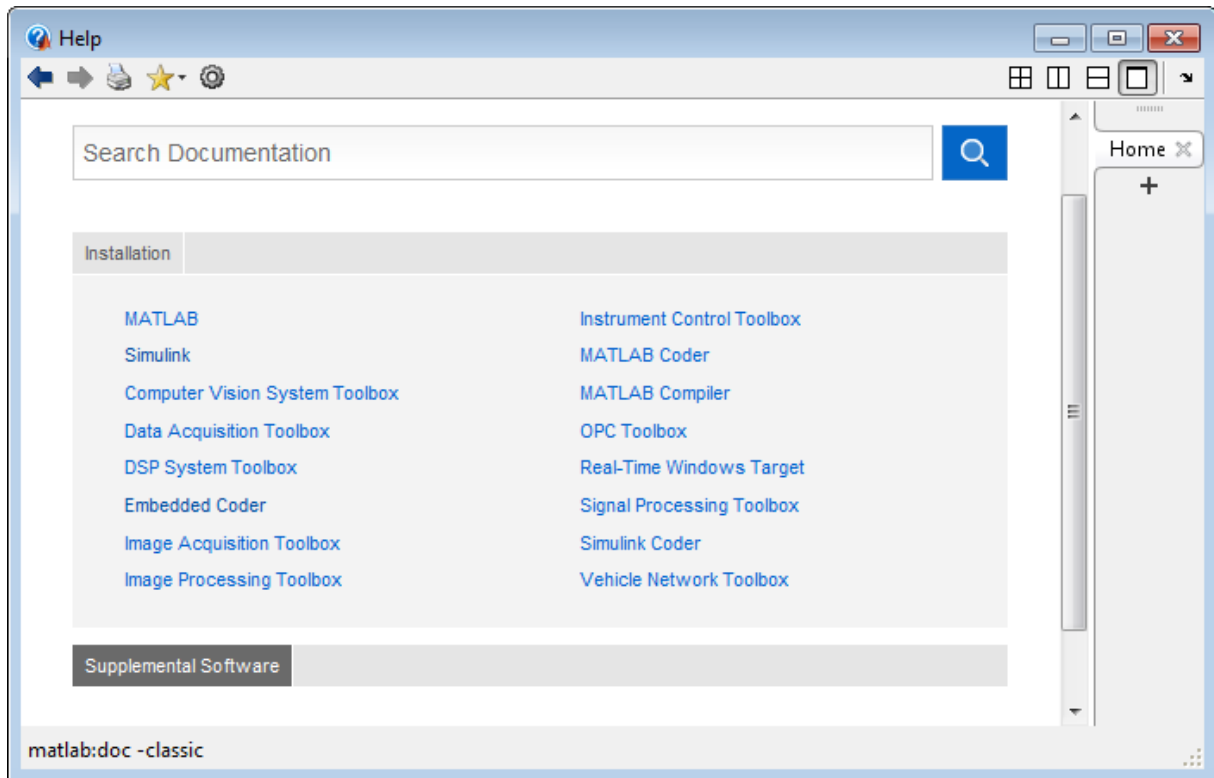 Help
Search Documentation
Home
Installation
MATLAB
Simulink
Computer Vision System Toolbox
Data Acquisition Toolbox
DSP System Toolbox
Embedded Coder
Image Acquisition Toolbox
Image Processing Toolbox
Instrument Control Toolbox
MATLAB Coder
MATLAB Compiler
OPC Toolbox
Real-Time Windows Target
Signal Processing Toolbox
Simulink Coder
Vehicle Network Toolbox
Supplemental Software
matlab:doc -classic